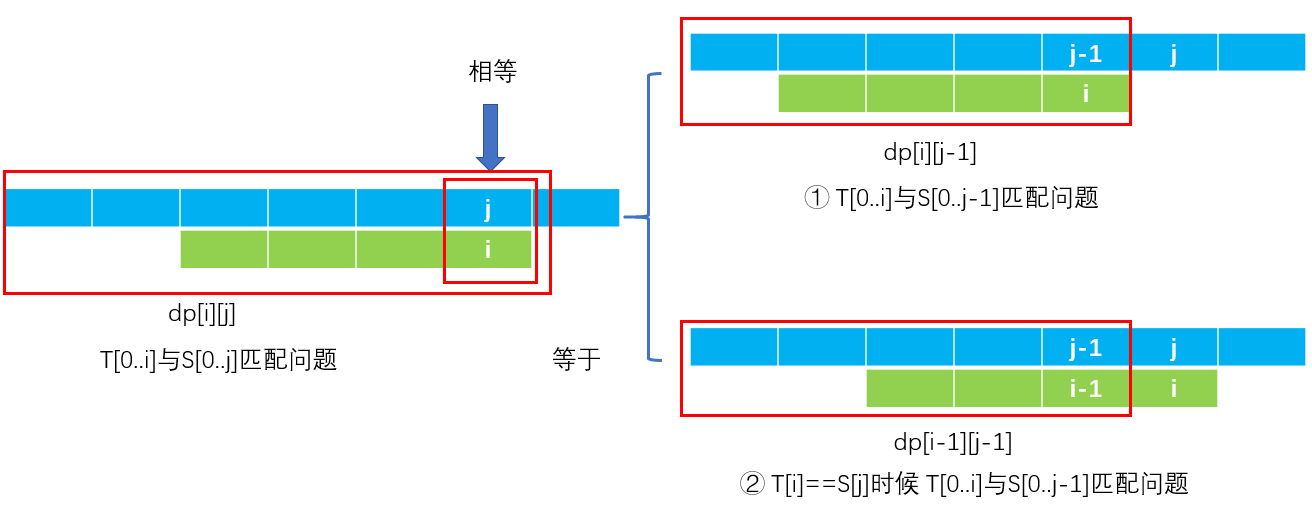 相等
j
i
dp[i][j]
T[0..i]与S[0..j]匹配问题
等于
j-1 j
i
dp[i][j-1]
① T[0..i]与S[0..j-1]匹配问题
j-1 j
i-1 i
dp[i-1][j-1]
② T[i]==S[j]时候 T[0..i]与S[0..j-1]匹配问题